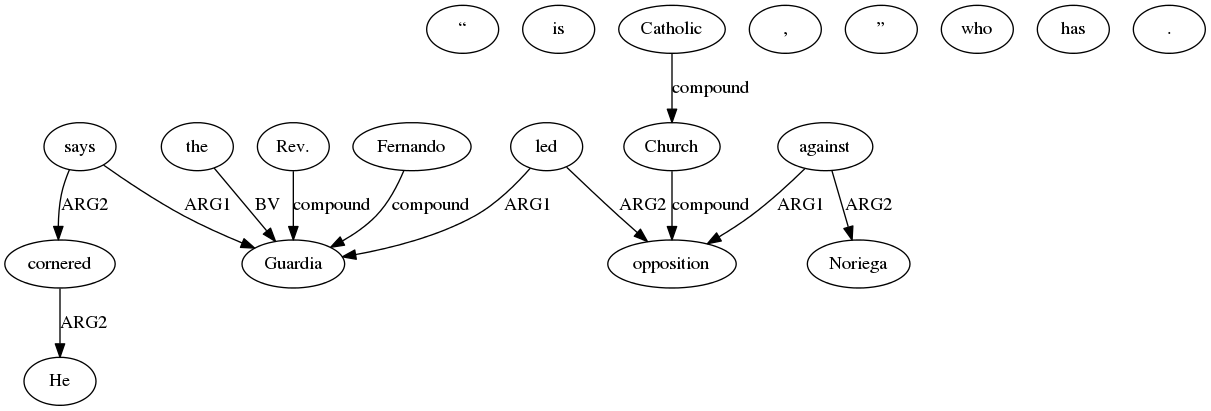 “ is Catholic , ” who has .
compound
says the Rev. Fernando led Church against
ARG2 ARG1 BV compound compound ARG1 ARG2 compound ARG1 ARG2
cornered Guardia opposition Noriega
ARG2
He